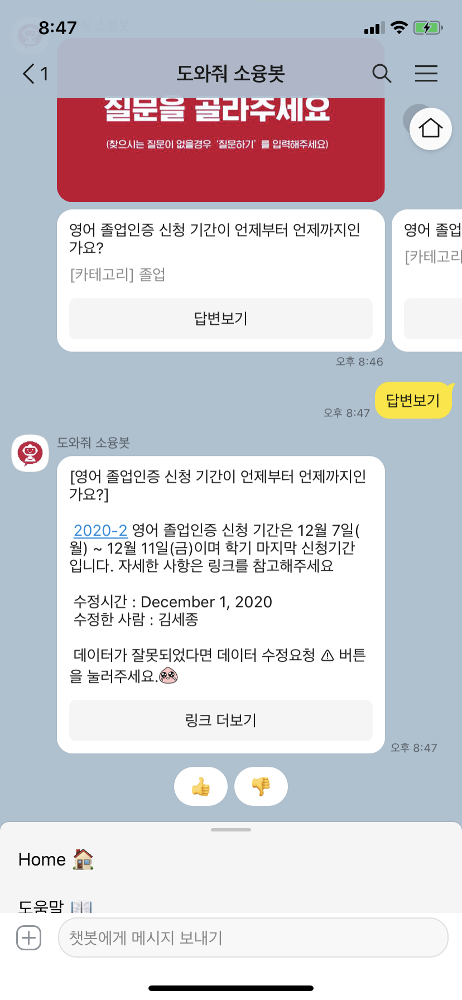 8:47
1
도와줘 소융봇
질문을 골라주세요
(찾으시는 질문이 없을경우 '질문하기' 를 입력해주세요)
영어 졸업인증 신청 기간이 언제부터 언제까지인
가요?
[카테고리] 졸업
답변보기
영어 졸업
[카테고리
오후 8:46
답변보기
오후 8:47
도와줘 소융봇
[영어 졸업인증 신청 기간이 언제부터 언제까지인
가요?]
2020-2 영어 졸업인증 신청 기간은 12월 7일(
월) ~ 12월 11일(금)이며 학기 마지막 신청기간
입니다. 자세한 사항은 링크를 참고해주세요
수정시간 : December 1, 2020
수정한 사람 : 김세종
데이터가 잘못되었다면 데이터 수정요청 ⚠ 버튼
을 눌러주세요.
링크 더보기
오후 8:47
Home
도움말
챗봇에게 메시지 보내기